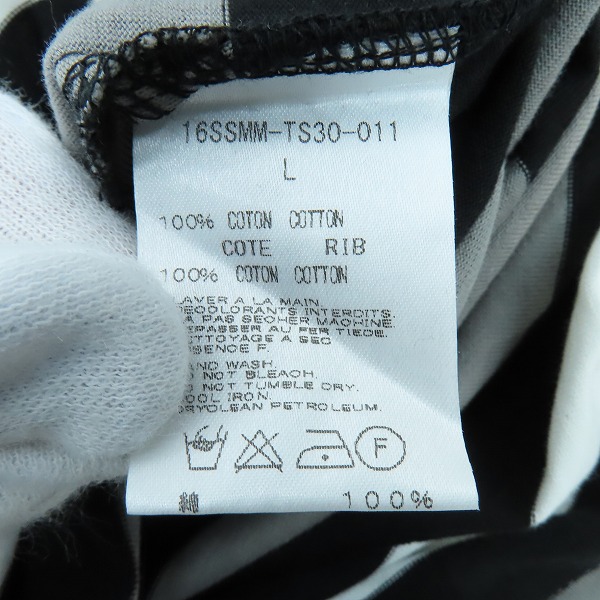 16SSMM-TS30-011
L
100% COTON COTTON
COTE RIB
100% COTON COTTON
LAVER A LA MAIN.
DECOLORANTS INTERDITS.
A PAS SECHER MACHINE.
REPASSER AU FER TIEDE.
NETTOYAGE A SEC
ESSENCE F.
HAND WASH.
DO NOT BLEACH.
DO NOT TUMBLE DRY.
COOL IRON.
DRYCLEAN PETROLEUM.
F
綿 100%